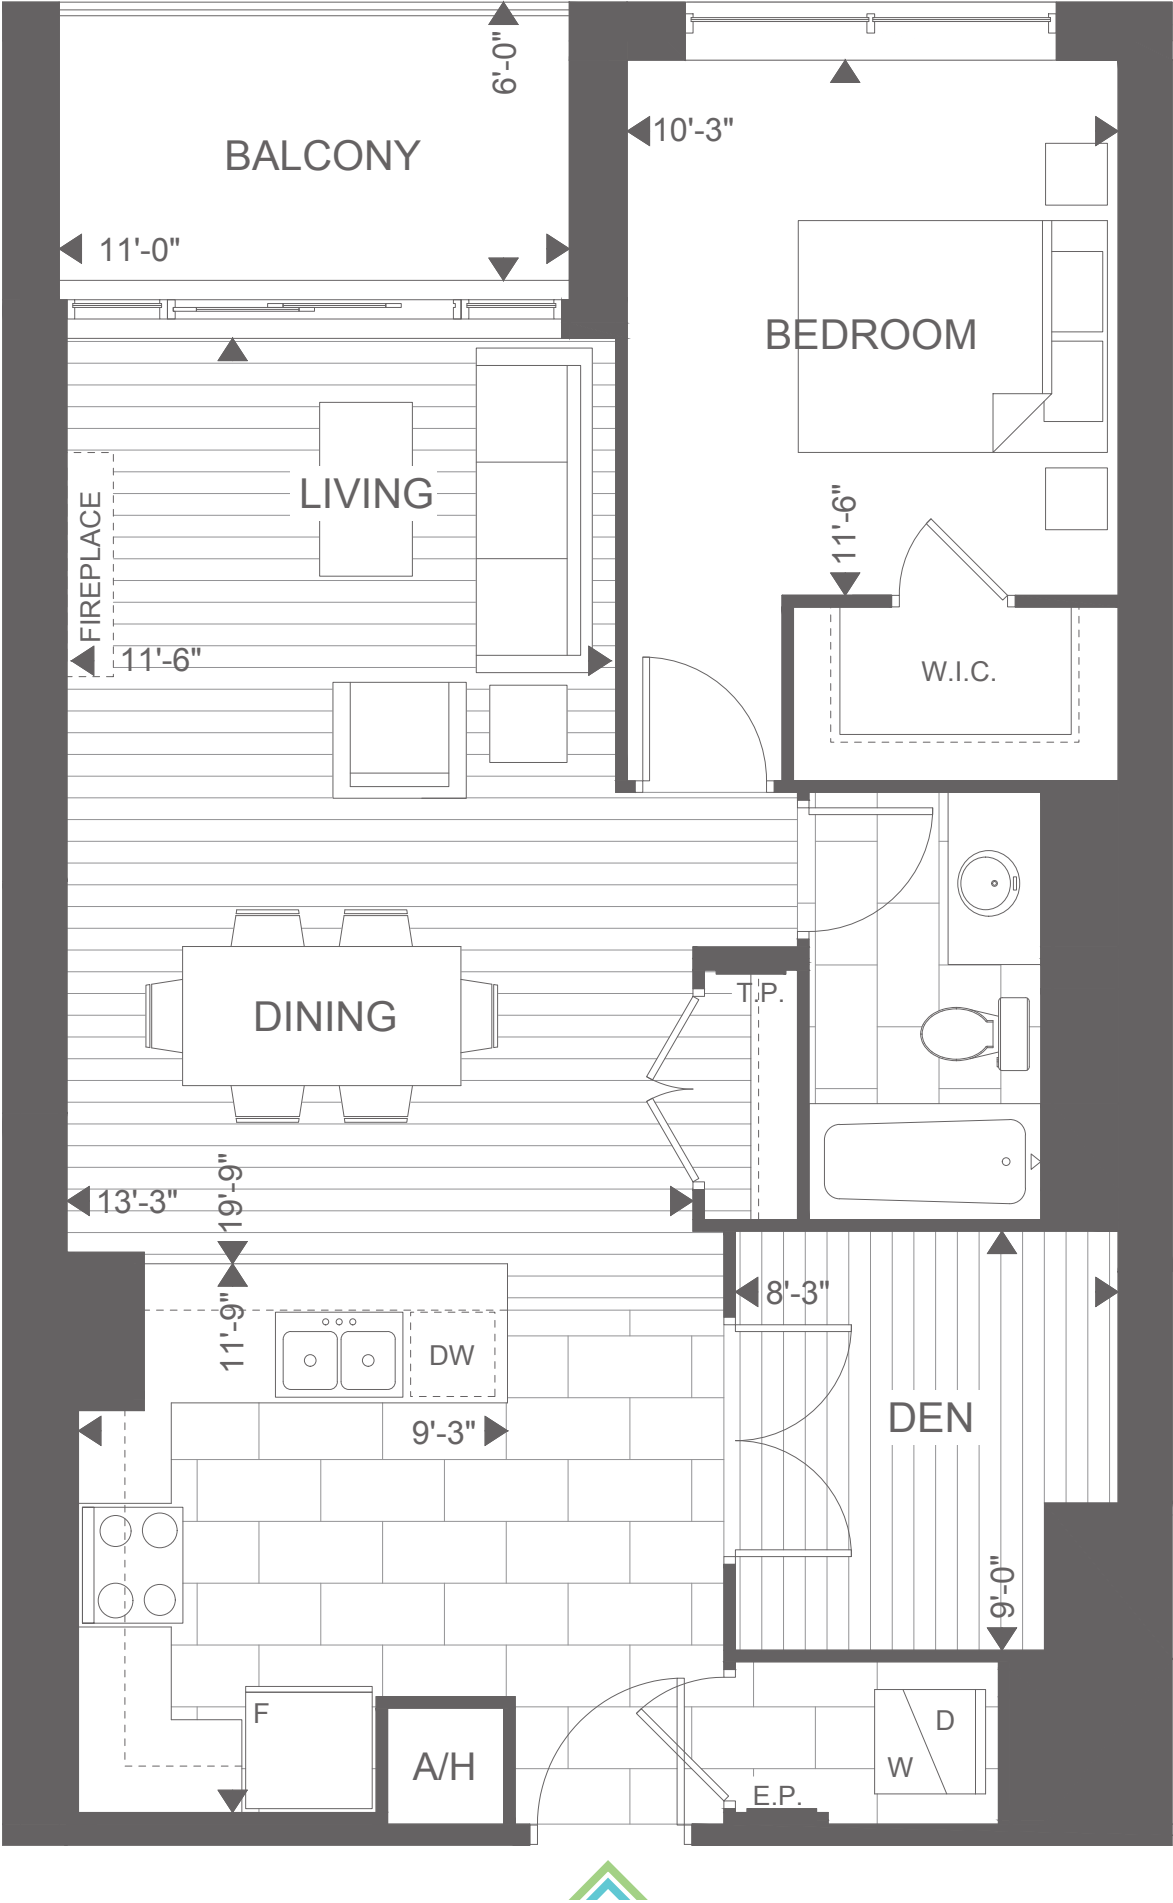 6'-0"
BALCONY
10'-3"
11'-0"
BEDROOM
LIVING
FIREPLACE
11'-6"
11'-6"
W.I.C.
T.P.
DINING
13'-3"
19'-9"
8'-3"
11'-9"
DW
9'-3"
DEN
9'-0"
F
D
A/H
W
E.P.